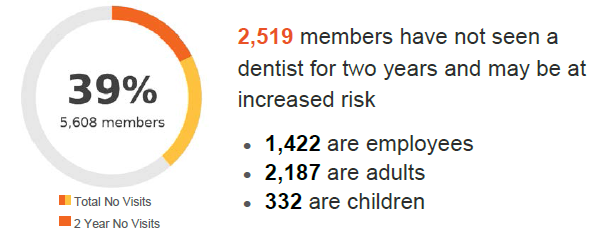 39%
5,608 members
Total No Visits
2 Year No Visits
2,519 members have not seen a
dentist for two years and may be at
increased risk
• 1,422 are employees
• 2,187 are adults
• 332 are children